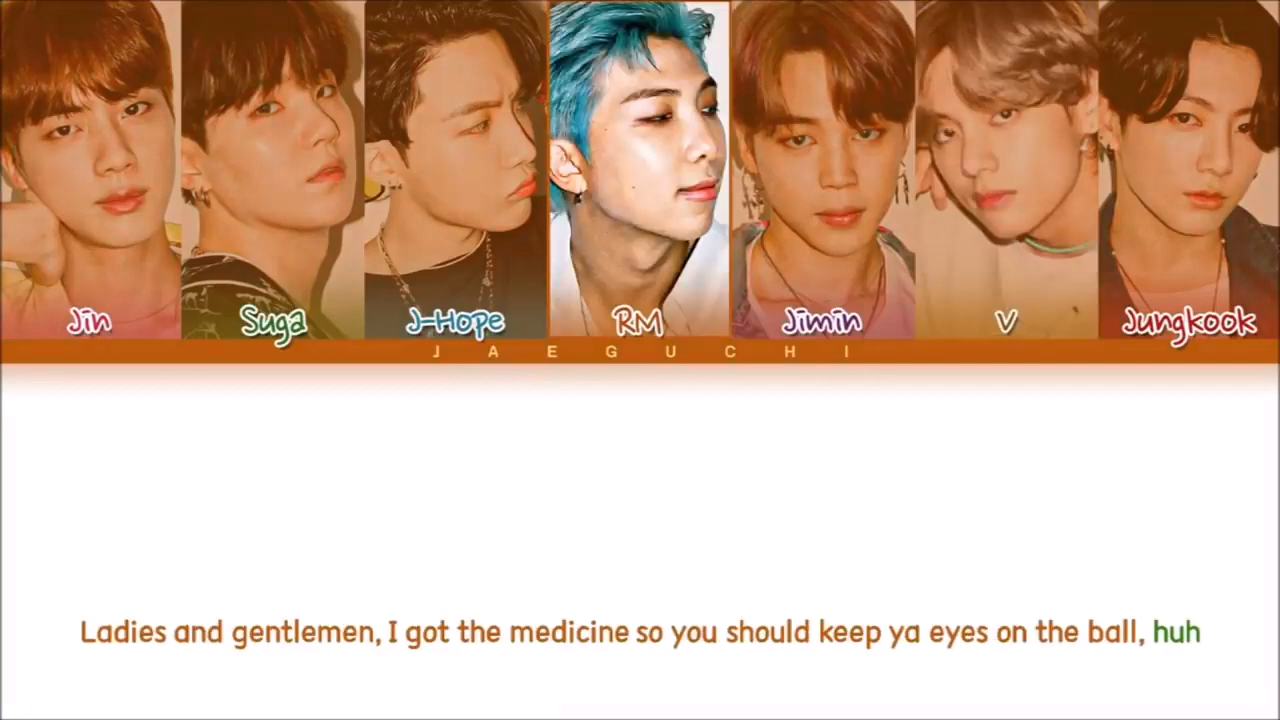 Jin Suga J-Hope RM Jimin V Jungkook
JAEGUCHI
Ladies and gentlemen, I got the medicine so you should keep ya eyes on the ball, huh